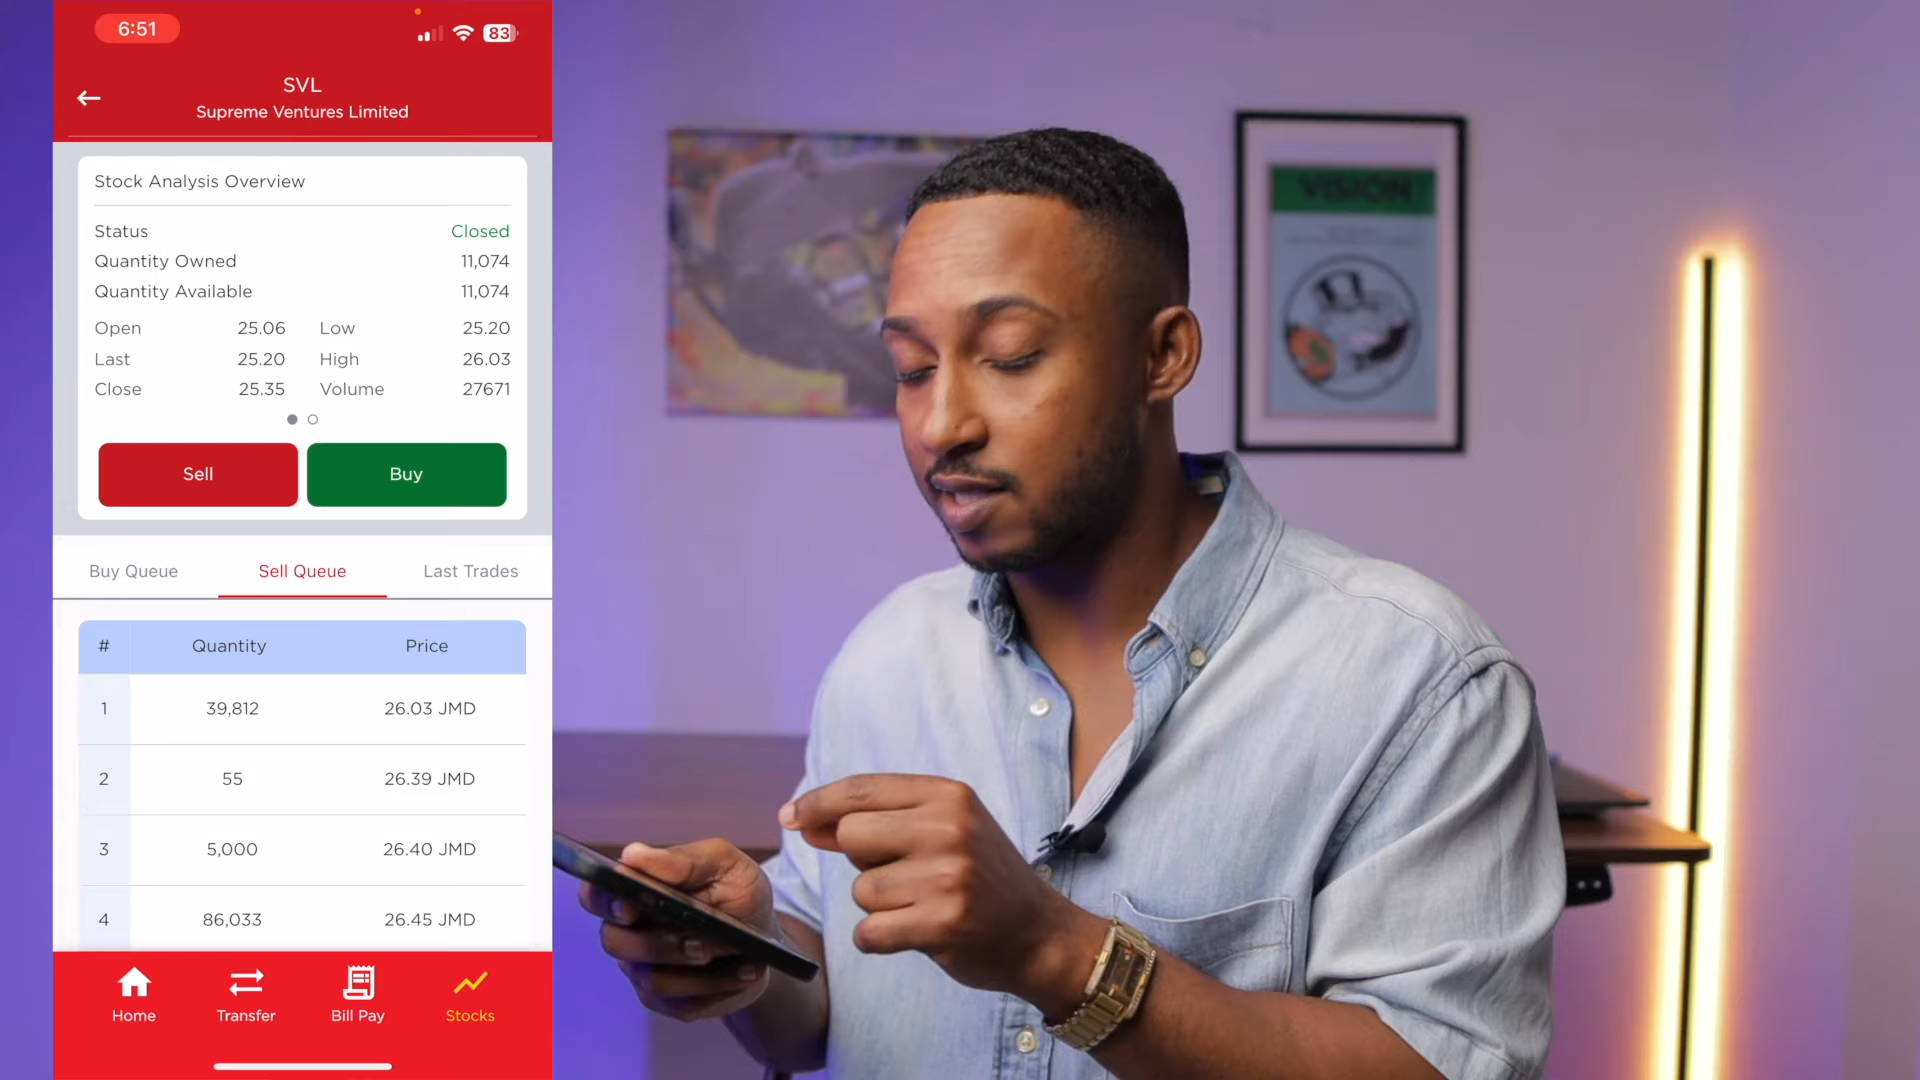 6:51
83
SVL
Supreme Ventures Limited
Stock Analysis Overview
Status Closed
Quantity Owned 11,074
Quantity Available 11,074
Open 25.06 Low 25.20
Last 25.20 High 26.03
Close 25.35 Volume 27671
Sell Buy
Buy Queue Sell Queue Last Trades
# Quantity Price
1 39,812 26.03 JMD
2 55 26.39 JMD
3 5,000 26.40 JMD
4 86,033 26.45 JMD
Home Transfer Bill Pay Stocks
VISION